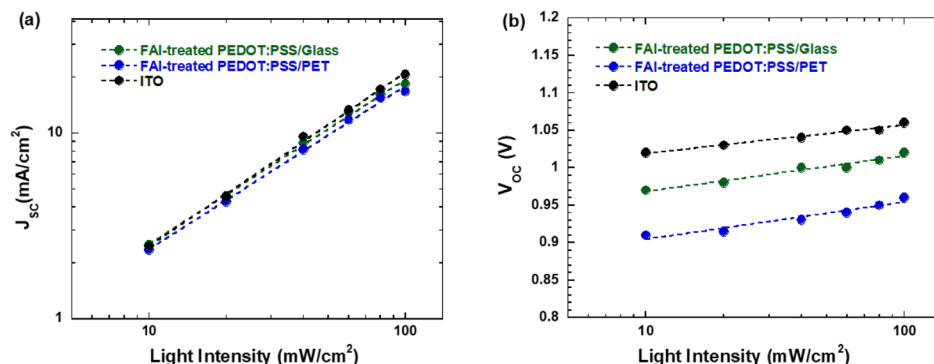 (a)
FAI-treated PEDOT:PSS/Glass
FAI-treated PEDOT:PSS/PET
ITO
10
1
10
100
J_SC(mA/cm²)
Light Intensity (mW/cm²)
(b)
1.2
1.15
1.1
1.05
1
0.95
0.9
0.85
0.8
FAI-treated PEDOT:PSS/Glass
FAI-treated PEDOT:PSS/PET
ITO
10
100
V_OC (V)
Light Intensity (mW/cm²)